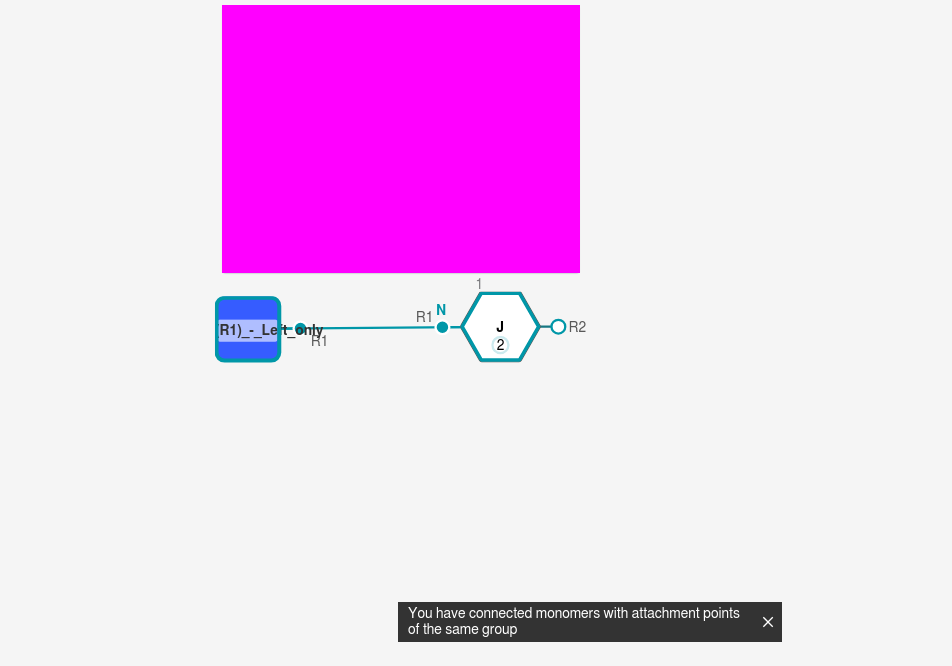 1
R1
N
R1)_-_Left_only
R1
J
2
R2
You have connected monomers with attachment points
of the same group